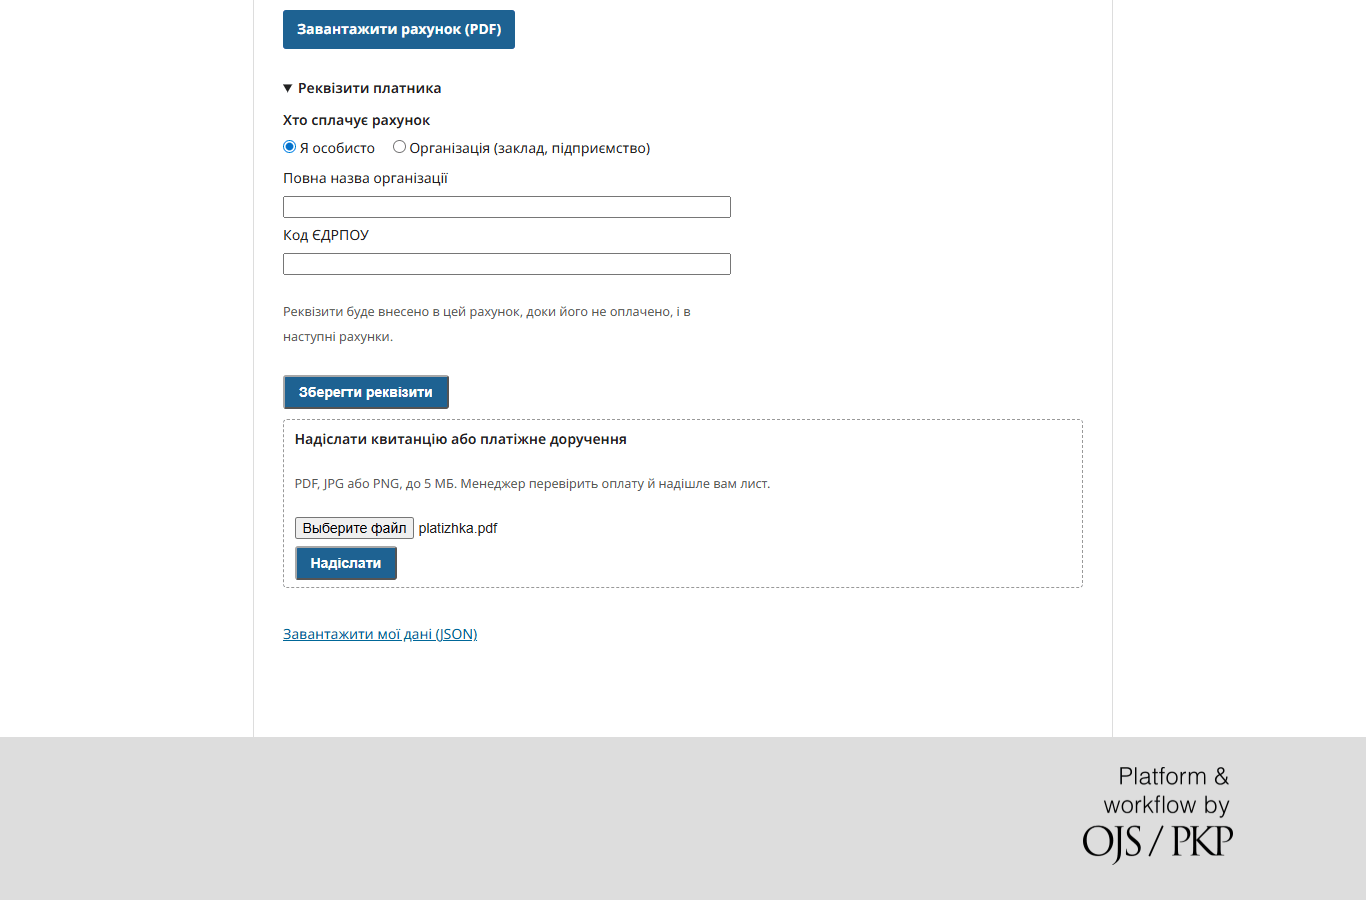 Завантажити рахунок (PDF)
▼ Реквізити платника
Хто сплачує рахунок
Я особисто Організація (заклад, підприємство)
Повна назва організації
Код ЄДРПОУ
Реквізити буде внесено в цей рахунок, доки його не оплачено, і в
наступні рахунки.
Зберегти реквізити
Надіслати квитанцію або платіжне доручення
PDF, JPG або PNG, до 5 МБ. Менеджер перевірить оплату й надішле вам лист.
Выберите файл platizhka.pdf
Надіслати
Завантажити мої дані (JSON)
Platform &
workflow by
OJS / PKP